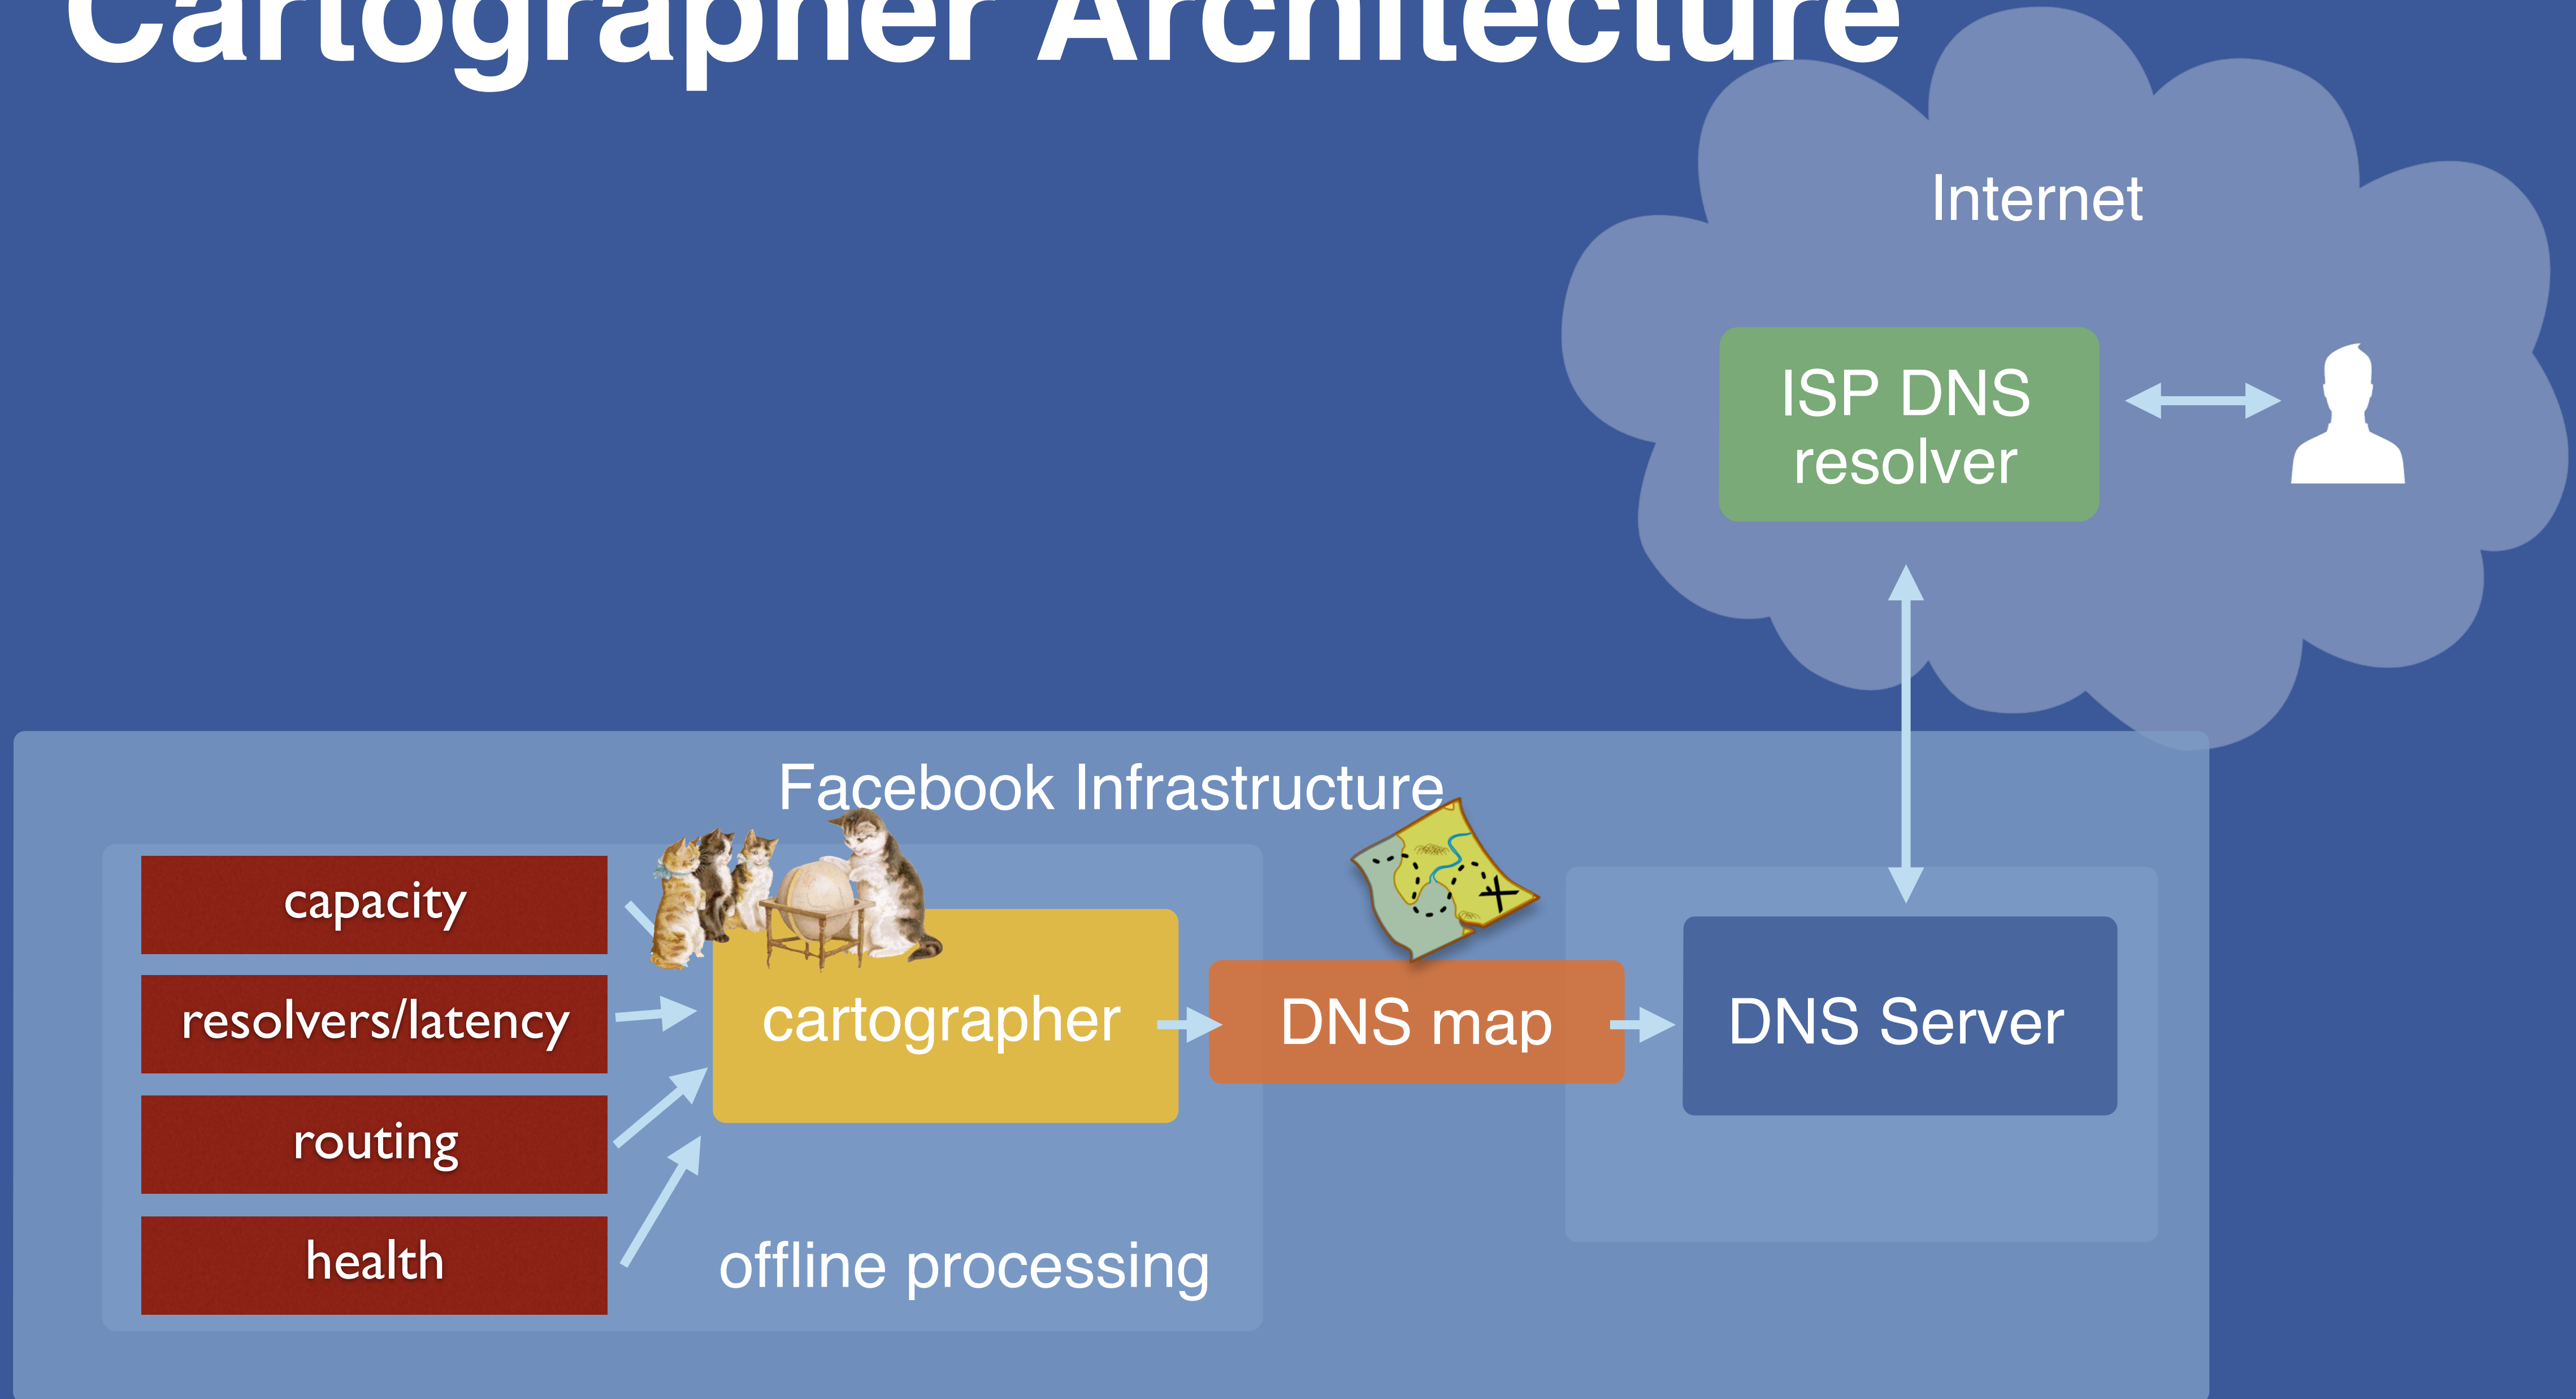 Cartographer Architecture
Internet
ISP DNS
resolver
Facebook Infrastructure
capacity
resolvers/latency
routing
health
cartographer
offline processing
DNS map
DNS Server